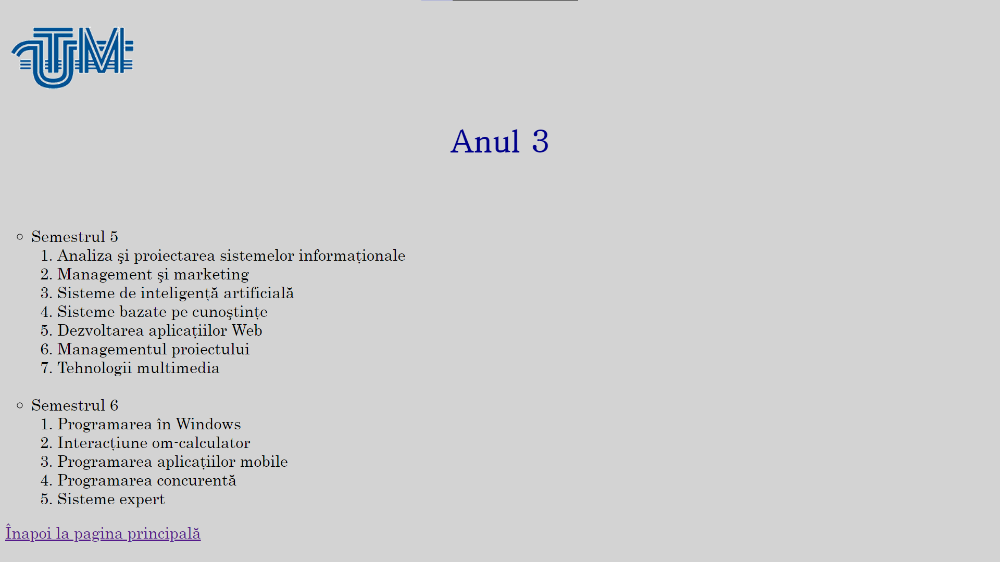 UTM
Anul 3
Semestrul 5
1. Analiza şi proiectarea sistemelor informaționale
2. Management şi marketing
3. Sisteme de inteligență artificială
4. Sisteme bazate pe cunoştințe
5. Dezvoltarea aplicațiilor Web
6. Managementul proiectului
7. Tehnologii multimedia
Semestrul 6
1. Programarea în Windows
2. Interacțiune om-calculator
3. Programarea aplicațiilor mobile
4. Programarea concurentă
5. Sisteme expert
Înapoi la pagina principală